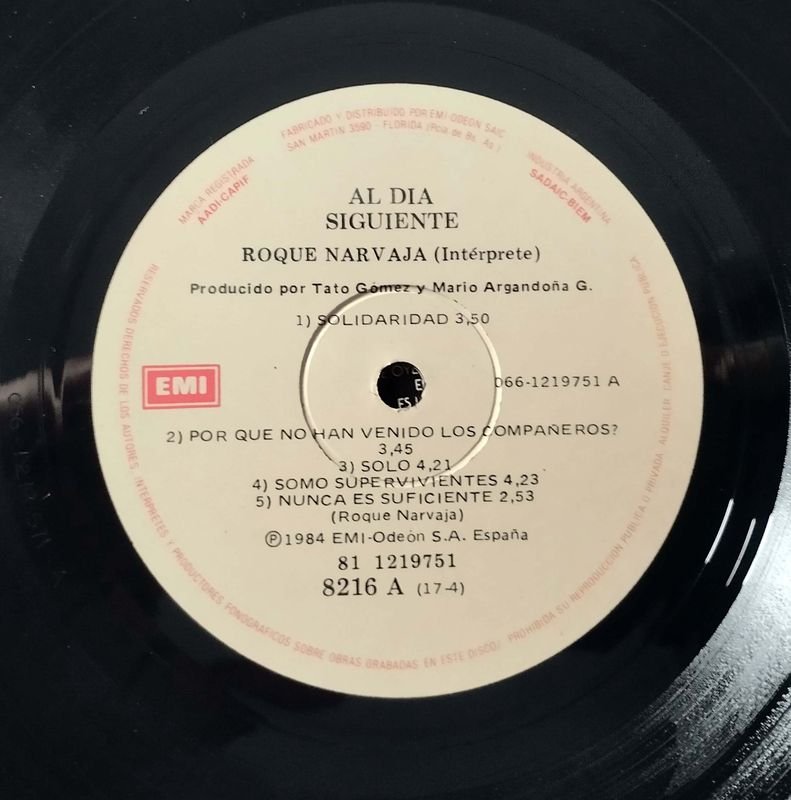 FABRICADO Y DISTRIBUIDO POR EMI ODEON SAIC
SAN MARTIN 3590 - FLORIDA (Pcia de Bs. As.)
MARCA REGISTRADA
AADI-CAPIF
INDUSTRIA ARGENTINA
SADAIC-BIEM
AL DIA
SIGUIENTE
ROQUE NARVAJA (Intérprete)
Producido por Tato Gómez y Mario Argandoña G.
1) SOLIDARIDAD 3,50
EMI
066-1219751 A
2) POR QUE NO HAN VENIDO LOS COMPAÑEROS?
3,45
3) SOLO 4,21
4) SOMO SUPERVIVIENTES 4,23
5) NUNCA ES SUFICIENTE 2,53
(Roque Narvaja)
Ⓟ1984 EMI-Odeón S.A. España
81 1219751
8216 A (17-4)
RESERVADOS DERECHOS DE LOS AUTORES INTERPRETES Y PRODUCTORES FONOGRAFICOS SOBRE OBRAS GRABADAS EN ESTE DISCO/ PROHIBIDA SU REPRODUCCION PUBLICA O PRIVADA ALQUILER CANJE O EJECUCION PUBLICA